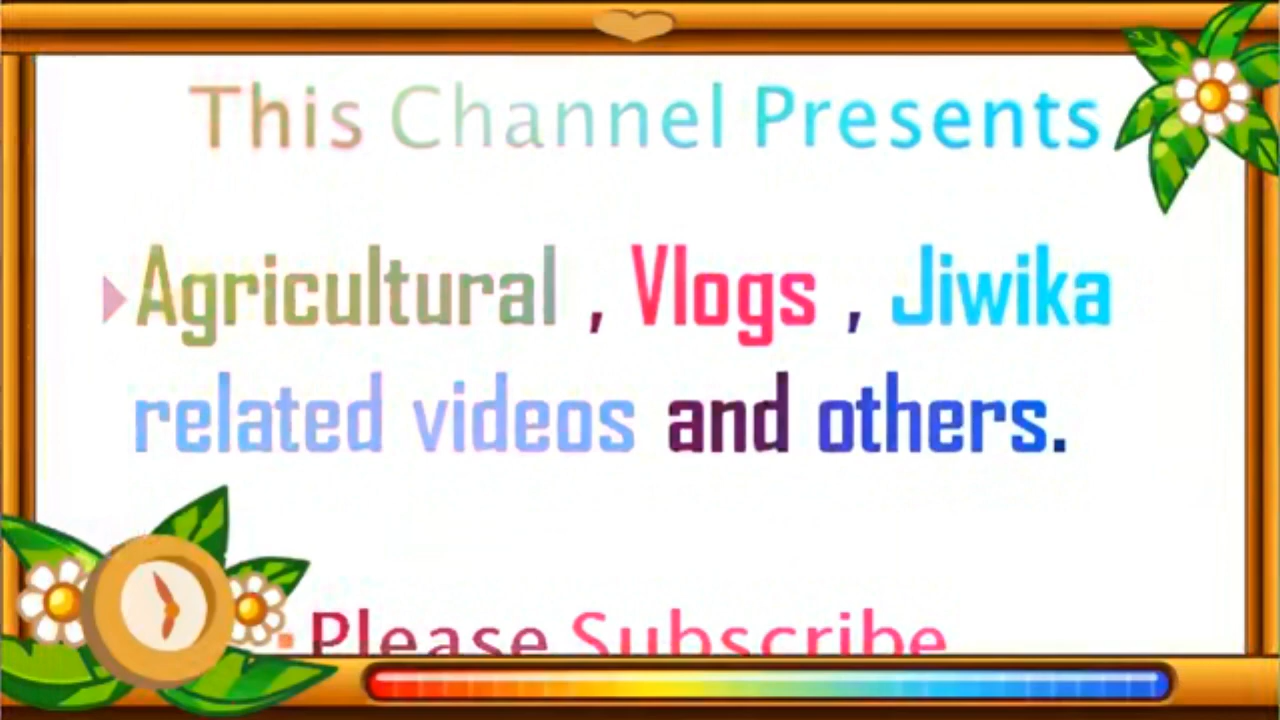 This Channel Presents
Agricultural , Vlogs , Jiwika
related videos and others.
Please Subscribe